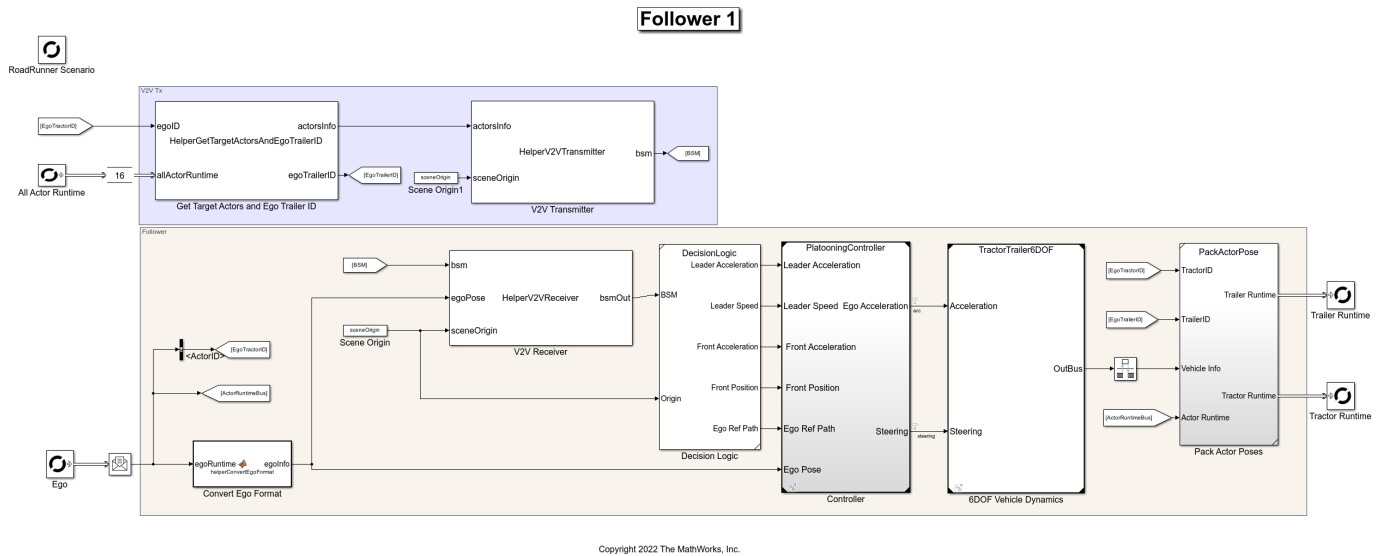 Follower 1
RoadRunner Scenario
V2V Tx
[EgoTractorID]
egoID
actorsInfo
HelperGetTargetActorsAndEgoTrailerID
allActorRuntime
egoTrailerID
Get Target Actors and Ego Trailer ID
16
All Actor Runtime
[EgoTrailerID]
actorsInfo
HelperV2VTransmitter
bsm
[BSM]
sceneOrigin
Scene Origin1
sceneOrigin
V2V Transmitter
Follower
[BSM]
bsm
egoPose
HelperV2VReceiver
bsmOut
sceneOrigin
Scene Origin
sceneOrigin
V2V Receiver
<ActorID>
[EgoTractorID]
[ActorRuntimeBus]
Ego
egoRuntime
egoInfo
helperConvertEgoFormat
Convert Ego Format
DecisionLogic
Leader Acceleration
BSM
Leader Speed
Front Acceleration
Front Position
Origin
Ego Ref Path
Decision Logic
PlatooningController
Leader Acceleration
Leader Speed
Ego Acceleration
Front Acceleration
Front Position
Ego Ref Path
Steering
Ego Pose
Controller
acc
steering
TractorTrailer6DOF
Acceleration
OutBus
Steering
6DOF Vehicle Dynamics
[EgoTractorID]
[EgoTrailerID]
[ActorRuntimeBus]
PackActorPose
TractorID
Trailer Runtime
TrailerID
Vehicle Info
Tractor Runtime
Actor Runtime
Pack Actor Poses
Trailer Runtime
Tractor Runtime
Copyright 2022 The MathWorks, Inc.